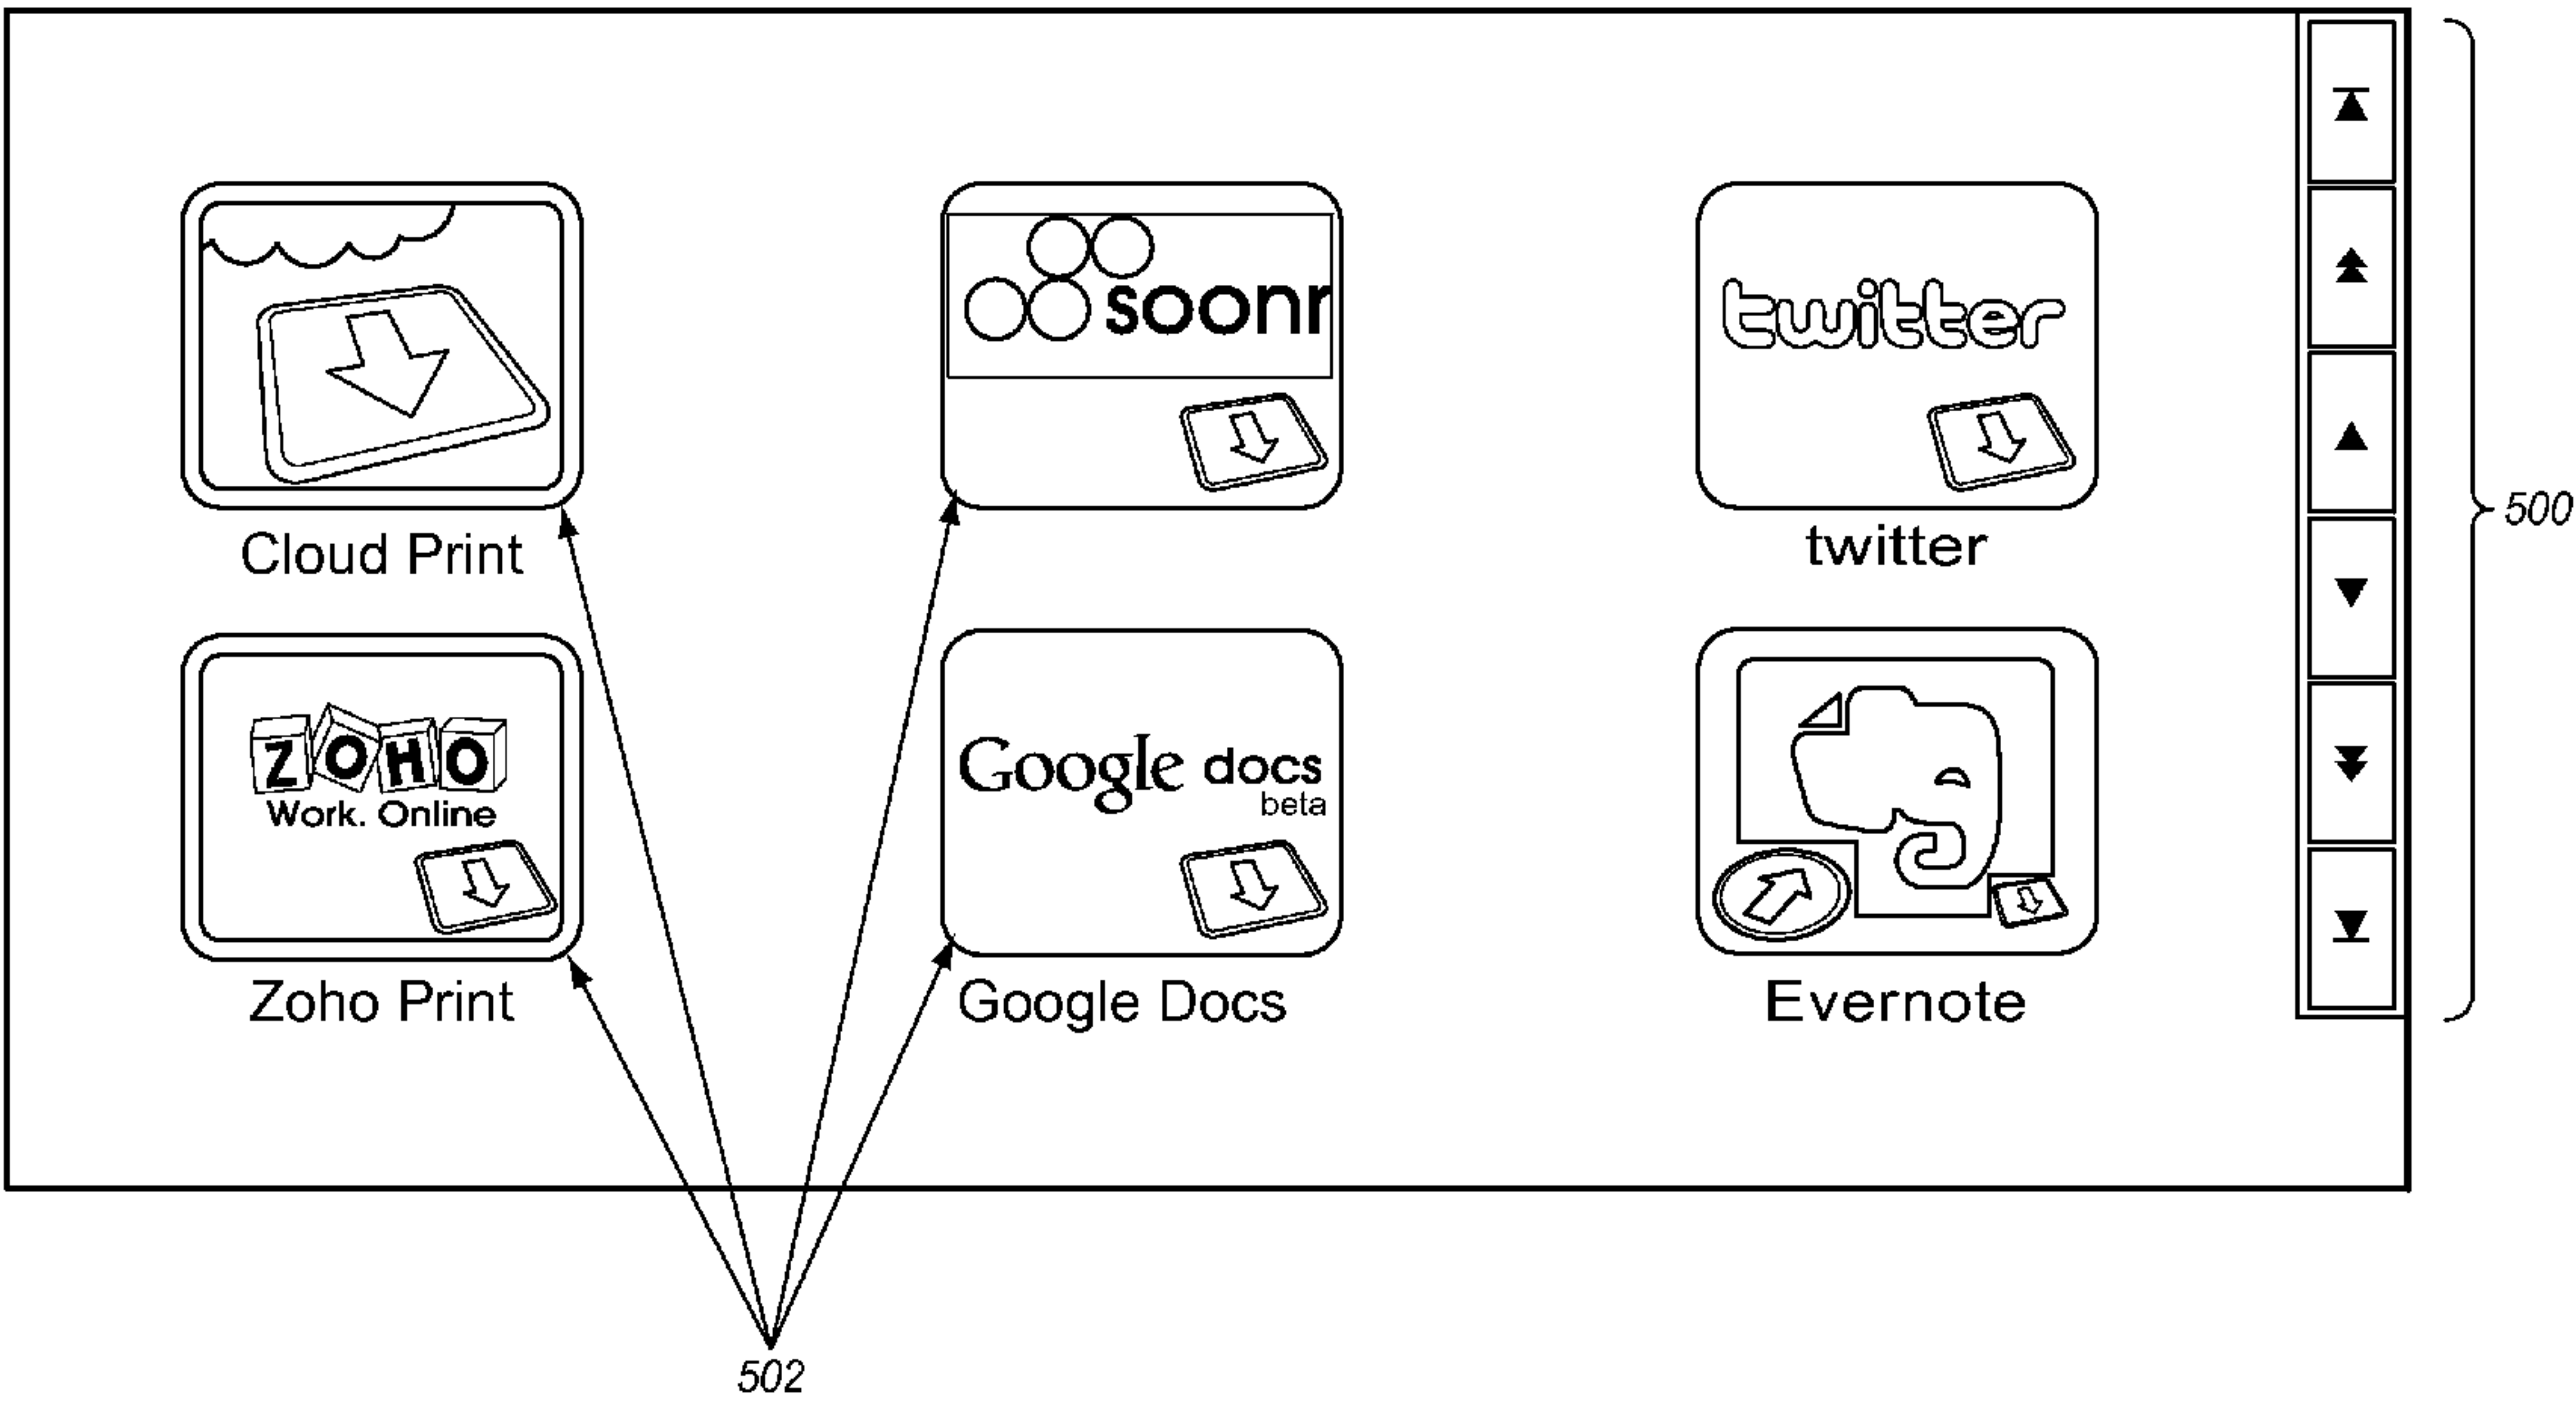 soonr
twitter
Cloud Print
twitter
500
ZOHO
Work. Online
Google docs
beta
Zoho Print
Google Docs
Evernote
502